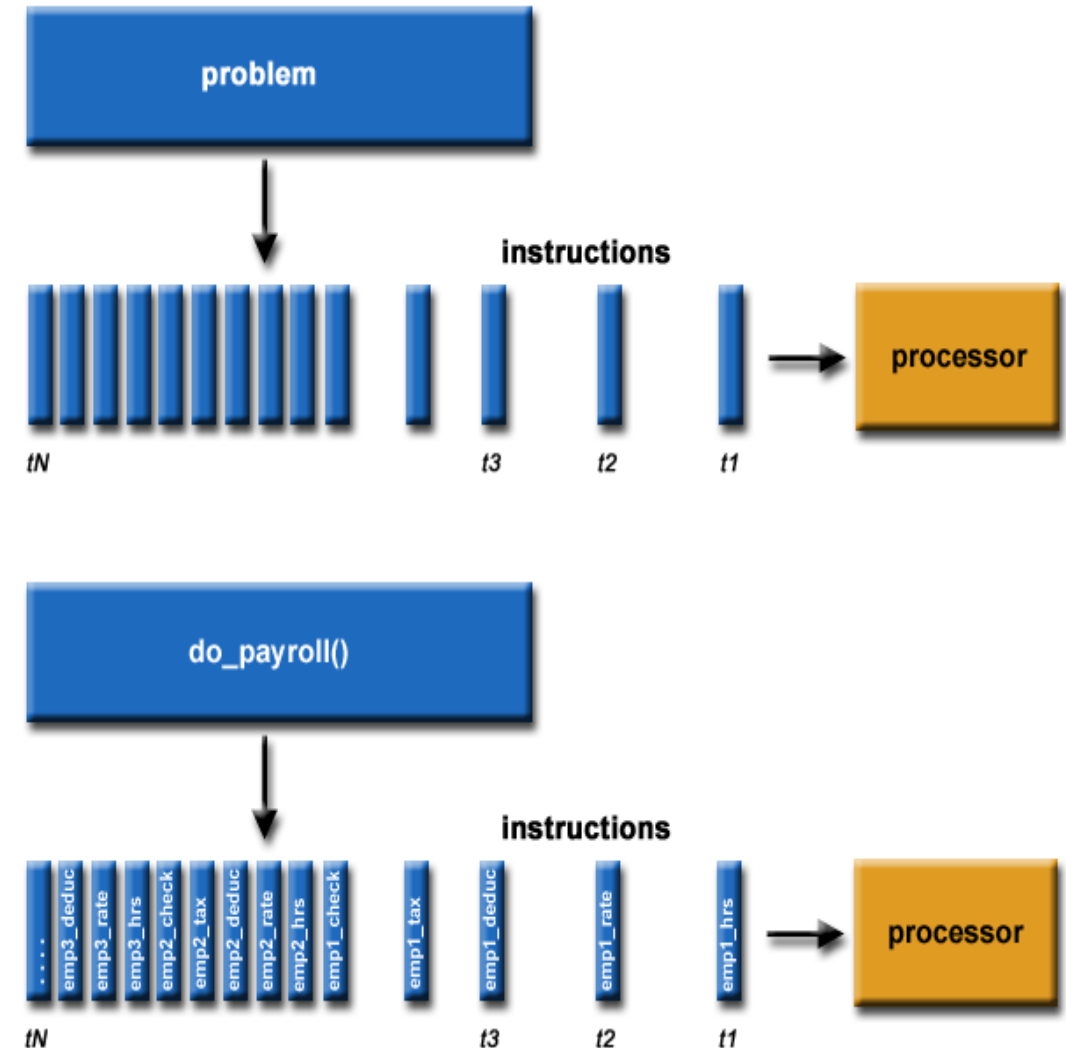 problem
instructions
processor
tN
t3
t2
t1
do_payroll()
instructions
....
emp3_deduc
emp3_rate
emp3_hrs
emp2_check
emp2_tax
emp2_deduc
emp2_rate
emp2_hrs
emp1_check
emp1_tax
emp1_deduc
emp1_rate
emp1_hrs
processor
tN
t3
t2
t1